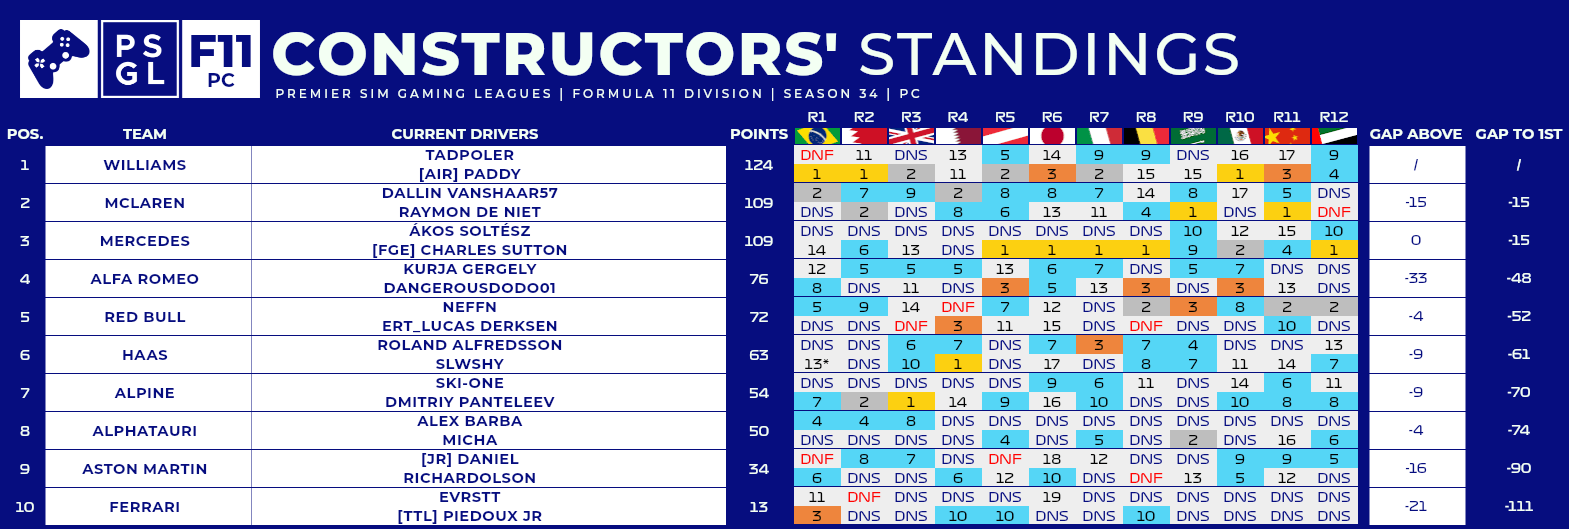 PS
GL
F11
PC
CONSTRUCTORS' STANDINGS
PREMIER SIM GAMING LEAGUES | FORMULA 11 DIVISION | SEASON 34 | PC
R1 R2 R3 R4 R5 R6 R7 R8 R9 R10 R11 R12
POS. TEAM CURRENT DRIVERS POINTS GAP ABOVE GAP TO 1ST
TADPOLER DNF 11 DNS 13 5 14 9 9 DNS 16 17 9
1 WILLIAMS 124 / /
[AIR] PADDY 1 1 2 11 2 3 2 15 15 1 3 4
DALLIN VANSHAAR57 2 7 9 2 8 8 7 14 8 17 5 DNS
2 MCLAREN 109 -15 -15
RAYMON DE NIET DNS 2 DNS 8 6 13 11 4 1 DNS 1 DNF
ÁKOS SOLTÉSZ DNS DNS DNS DNS DNS DNS DNS DNS 10 12 15 10
3 MERCEDES 109 0 -15
[FGE] CHARLES SUTTON 14 6 13 DNS 1 1 1 1 9 2 4 1
KURJA GERGELY 12 5 5 5 13 6 7 DNS 5 7 DNS DNS
4 ALFA ROMEO 76 -33 -48
DANGEROUSDODO01 8 DNS 11 DNS 3 5 13 3 DNS 3 13 DNS
NEFFN 5 9 14 DNF 7 12 DNS 2 3 8 2 2
5 RED BULL 72 -4 -52
ERT_LUCAS DERKSEN DNS DNS DNF 3 11 15 DNS DNF DNS DNS 10 DNS
ROLAND ALFREDSSON DNS DNS 6 7 DNS 7 3 7 4 DNS DNS 13
6 HAAS 63 -9 -61
SLWSHY 13* DNS 10 1 DNS 17 DNS 8 7 11 14 7
SKI-ONE DNS DNS DNS DNS DNS 9 6 11 DNS 14 6 11
7 ALPINE 54 -9 -70
DMITRIY PANTELEEV 7 2 1 14 9 16 10 DNS DNS 10 8 8
ALEX BARBA 4 4 8 DNS DNS DNS DNS DNS DNS DNS DNS DNS
8 ALPHATAURI 50 -4 -74
MICHA DNS DNS DNS DNS 4 DNS 5 DNS 2 DNS 16 6
[JR] DANIEL DNF 8 7 DNS DNF 18 12 DNS DNS 9 9 5
9 ASTON MARTIN 34 -16 -90
RICHARDOLSON 6 DNS DNS 6 12 10 DNS DNF 13 5 12 DNS
EVRSTT 11 DNF DNS DNS DNS 19 DNS DNS DNS DNS DNS DNS
10 FERRARI 13 -21 -111
[TTL] PIEDOUX JR 3 DNS DNS 10 10 DNS DNS 10 DNS DNS DNS DNS